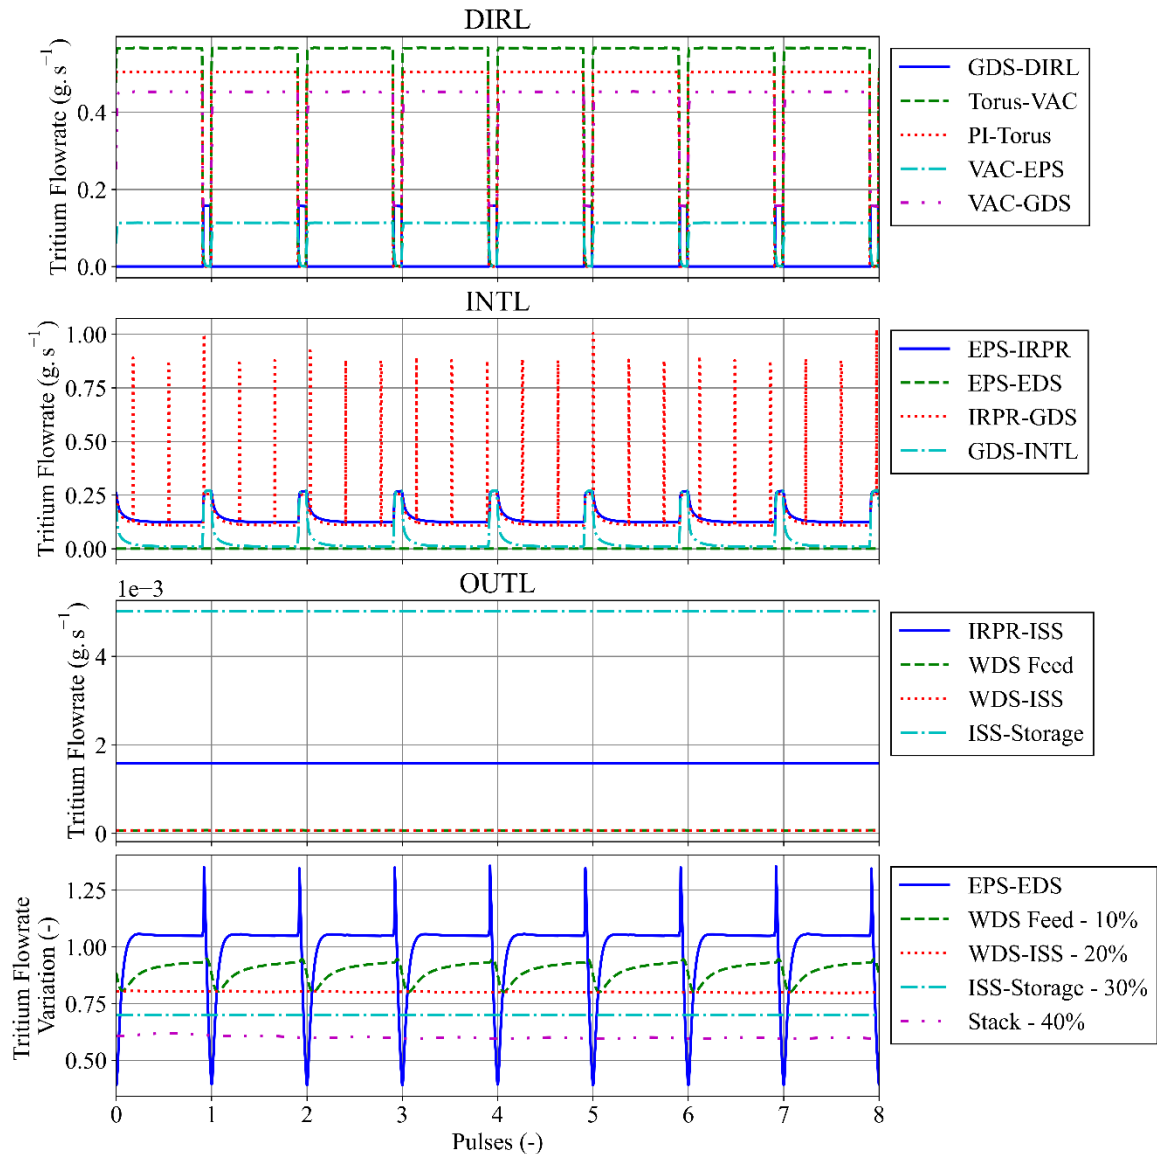 DIRL
Tritium Flowrate (g. s⁻¹)
0.4
0.2
0.0
GDS-DIRL
Torus-VAC
PI-Torus
VAC-EPS
VAC-GDS
INTL
Tritium Flowrate (g. s⁻¹)
1.00
0.75
0.50
0.25
0.00
EPS-IRPR
EPS-EDS
IRPR-GDS
GDS-INTL
1e−3
OUTL
Tritium Flowrate (g. s⁻¹)
4
2
0
IRPR-ISS
WDS Feed
WDS-ISS
ISS-Storage
Tritium Flowrate
Variation (-)
1.25
1.00
0.75
0.50
EPS-EDS
WDS Feed - 10%
WDS-ISS - 20%
ISS-Storage - 30%
Stack - 40%
0 1 2 3 4 5 6 7 8
Pulses (-)